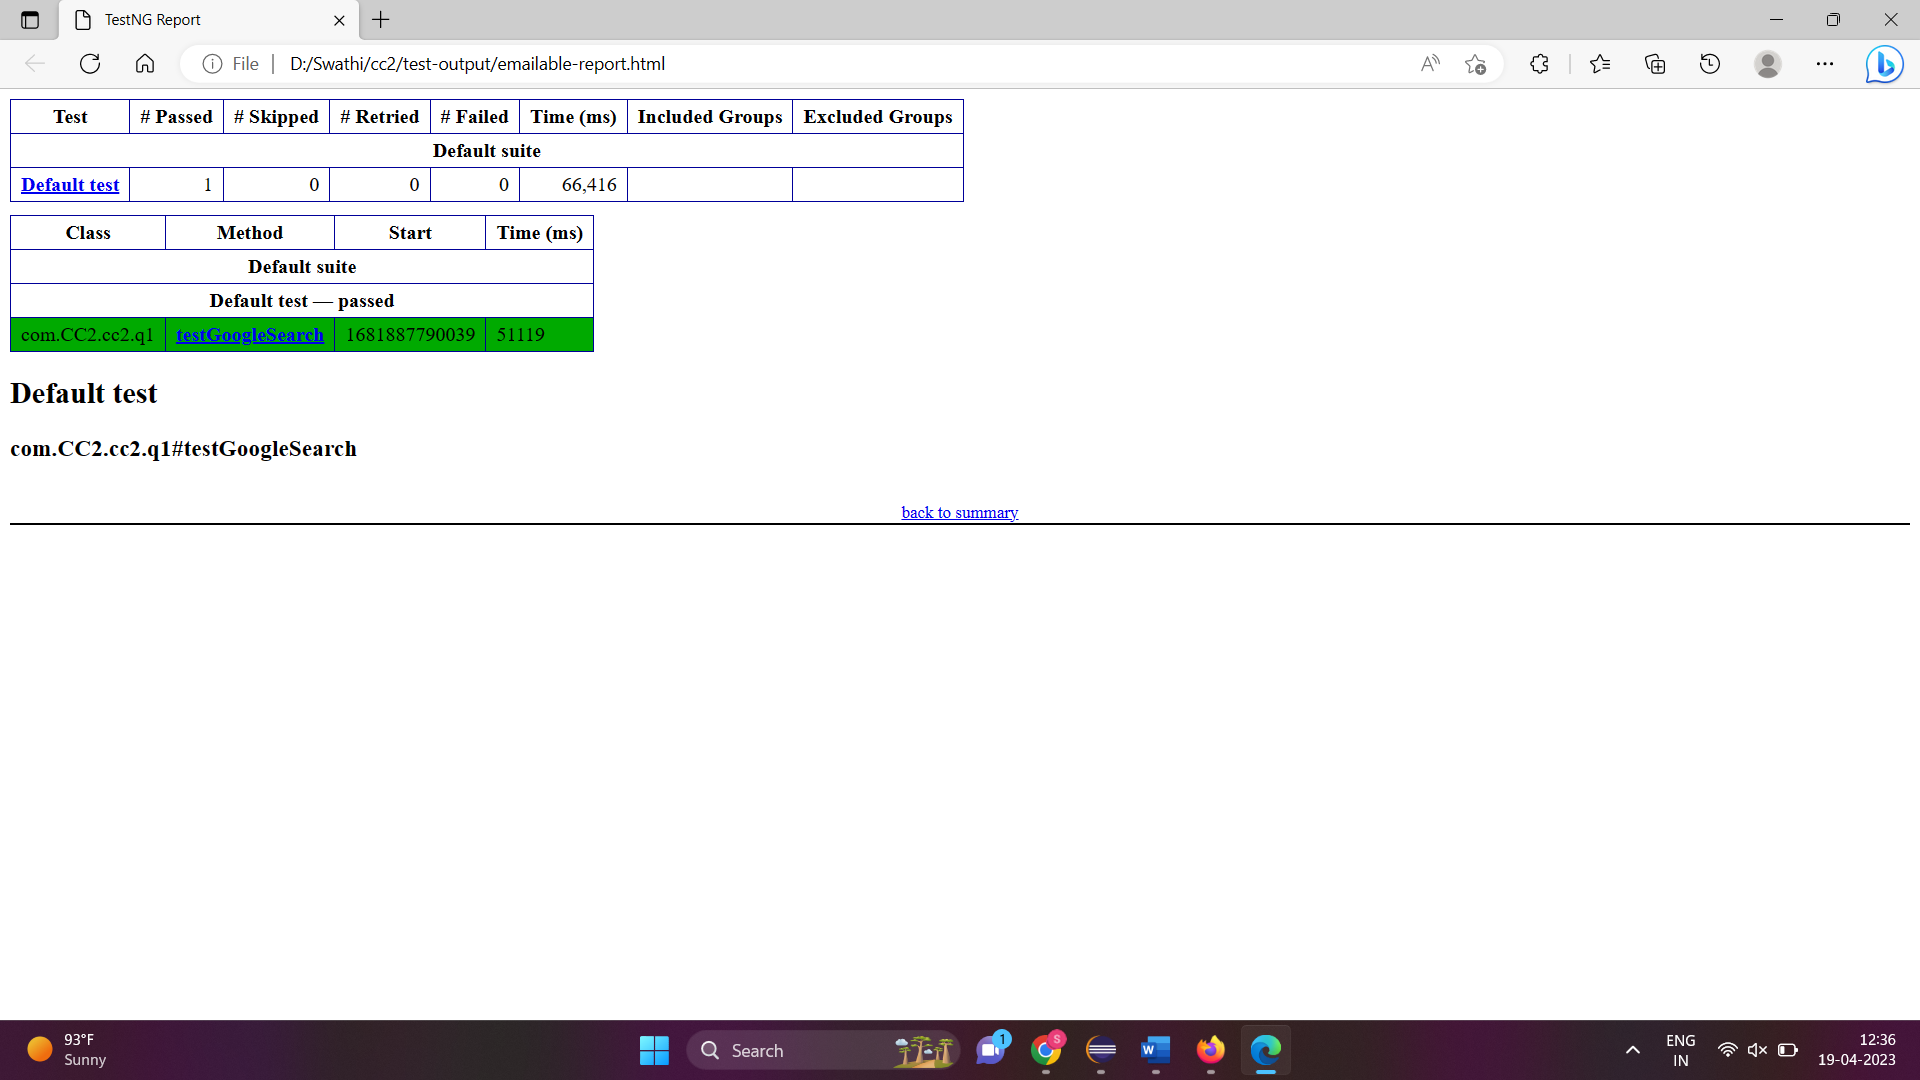 TestNG Report
File D:/Swathi/cc2/test-output/emailable-report.html
Test # Passed # Skipped # Retried # Failed Time (ms) Included Groups Excluded Groups
Default suite
Default test 1 0 0 0 66,416
Class Method Start Time (ms)
Default suite
Default test — passed
com.CC2.cc2.q1 testGoogleSearch 1681887790039 51119
Default test
com.CC2.cc2.q1#testGoogleSearch
back to summary
93°F
Sunny
Search
1
S
W
ENG
IN
12:36
19-04-2023